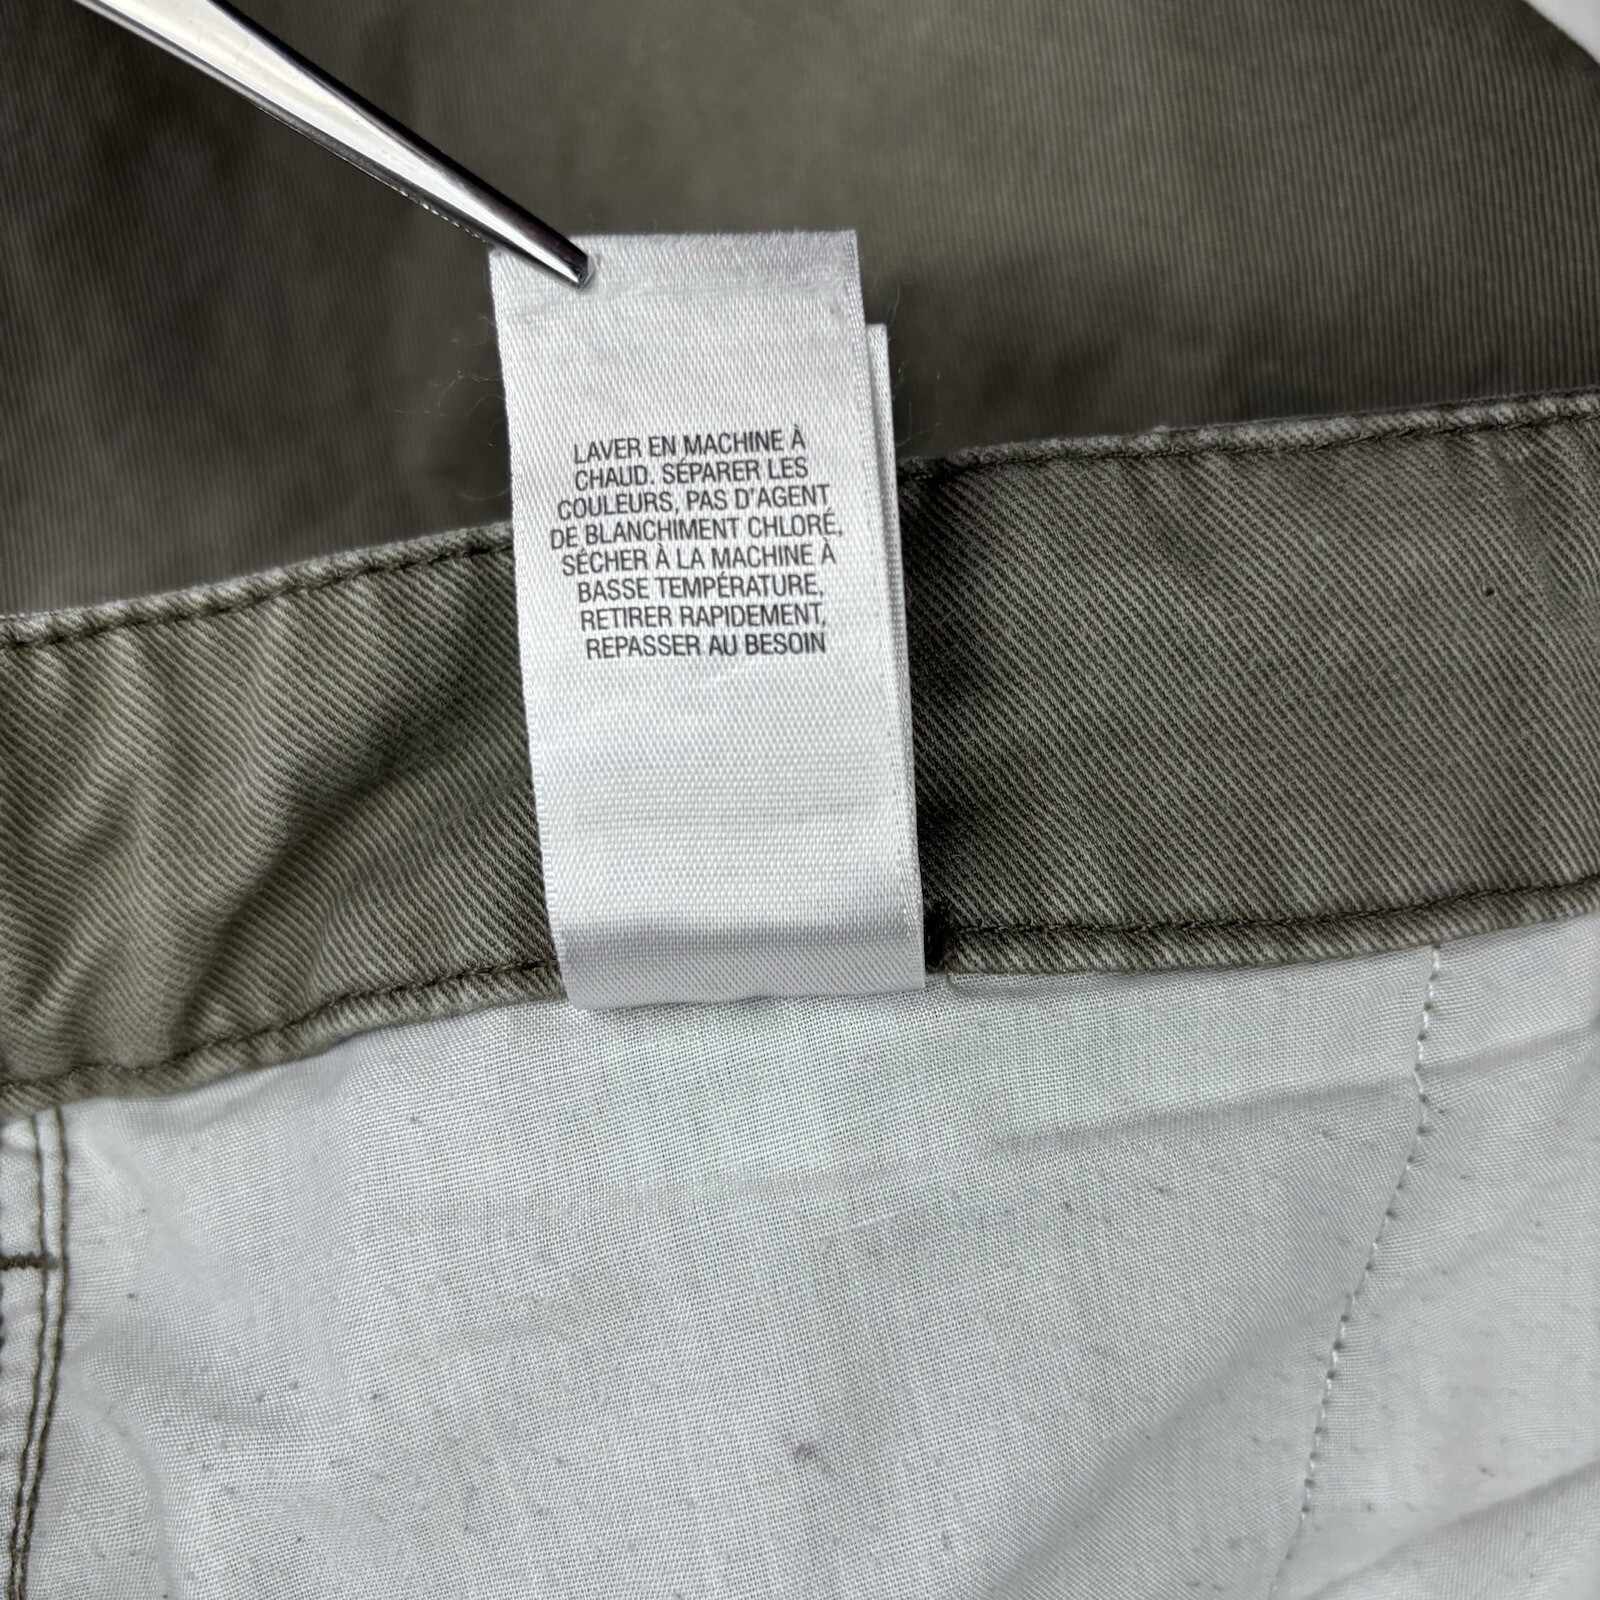 LAVER EN MACHINE À
CHAUD. SÉPARER LES
COULEURS, PAS D'AGENT
DE BLANCHIMENT CHLORÉ,
SÉCHER À LA MACHINE À
BASSE TEMPÉRATURE,
RETIRER RAPIDEMENT,
REPASSER AU BESOIN